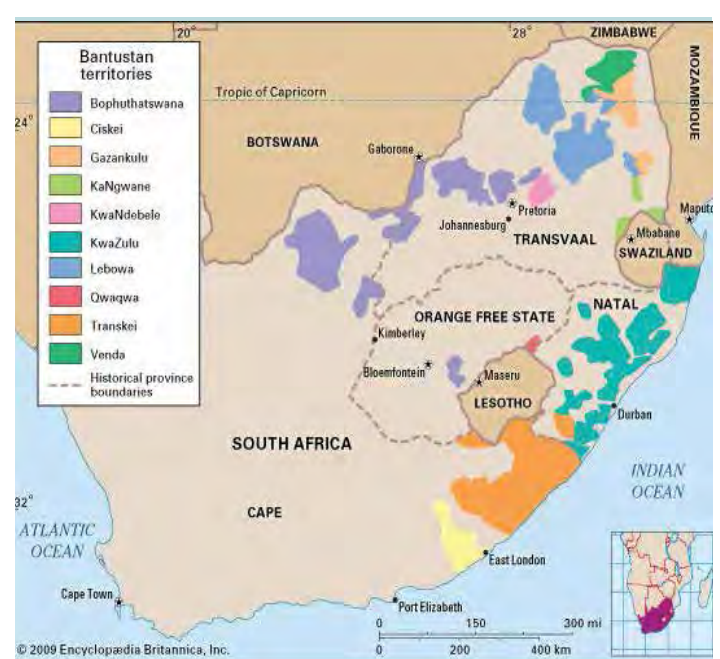 20°
28°
ZIMBABWE
MOZAMBIQUE
Bantustan
territories
Bophuthatswana
Ciskei
Gazankulu
KaNgwane
KwaNdebele
KwaZulu
Lebowa
Qwaqwa
Transkei
Venda
Historical province
boundaries
Tropic of Capricorn
24°
BOTSWANA
Gaborone
Pretoria
Johannesburg
TRANSVAAL
Maputo
Mbabane
SWAZILAND
ORANGE FREE STATE
NATAL
Kimberley
Bloemfontein
Maseru
LESOTHO
Durban
SOUTH AFRICA
INDIAN
OCEAN
32°
CAPE
ATLANTIC
OCEAN
East London
Cape Town
Port Elizabeth
0 150 300 mi
0 200 400 km
© 2009 Encyclopædia Britannica, Inc.